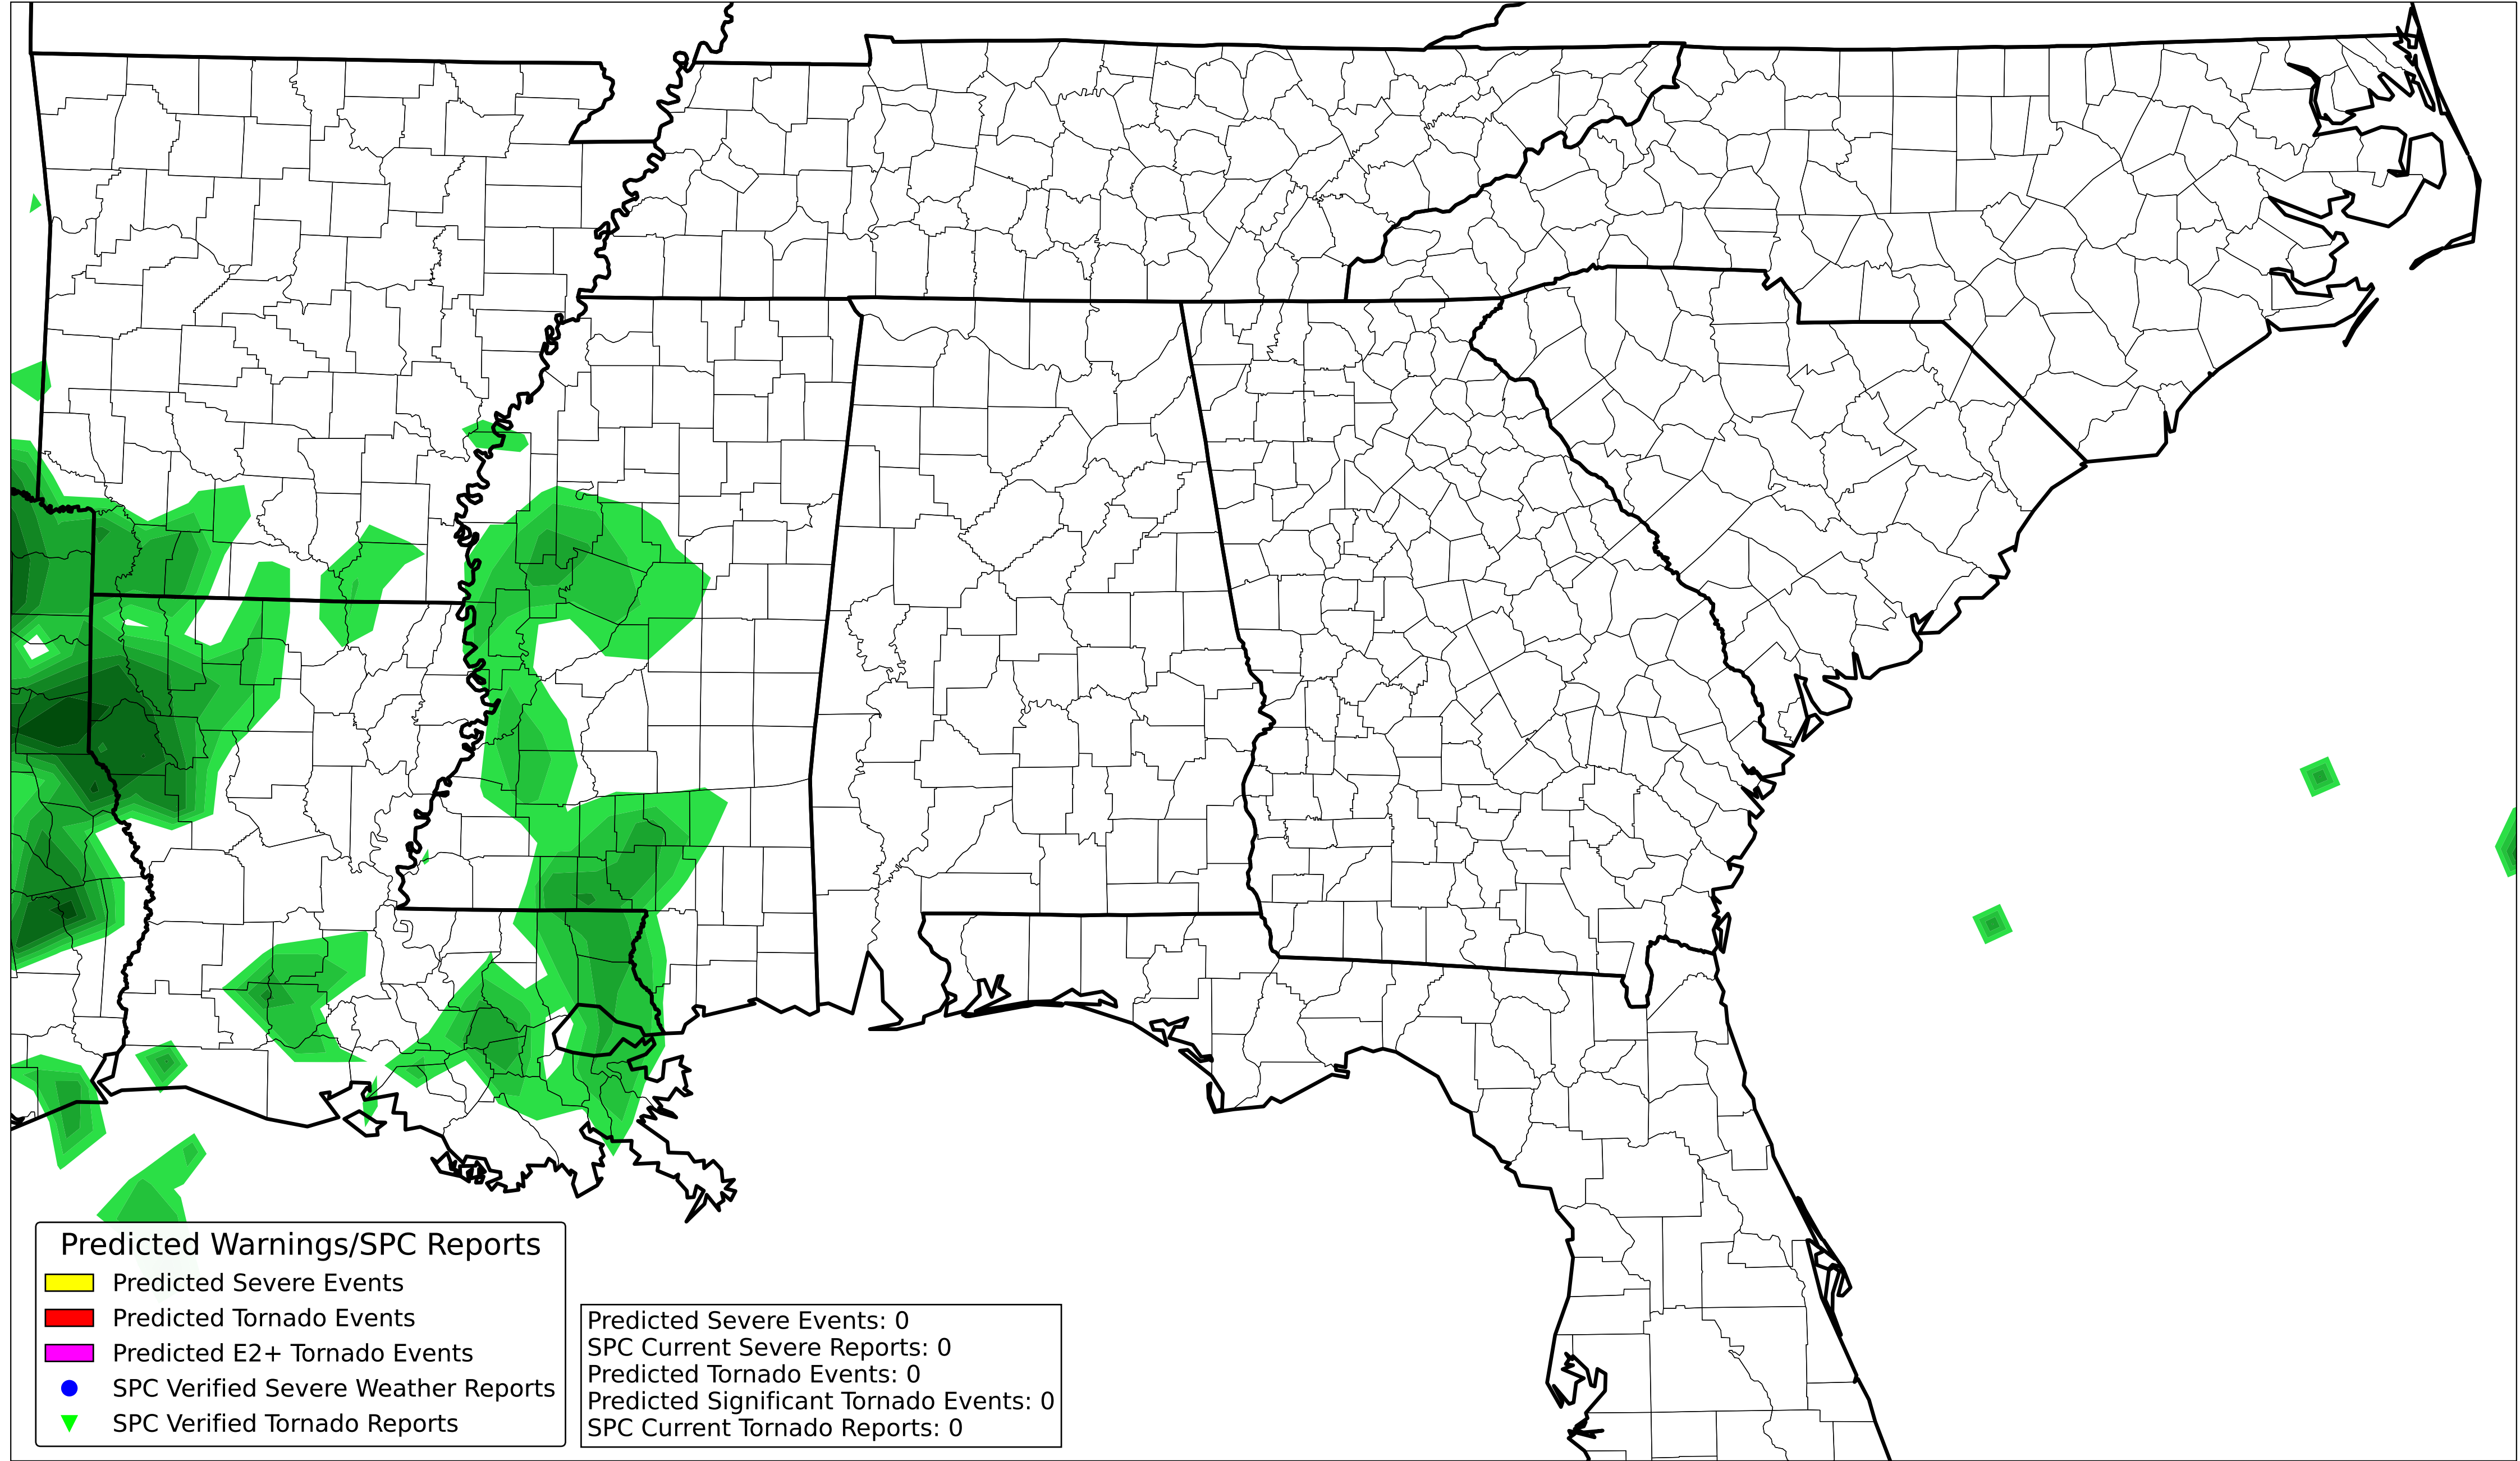 Predicted Warnings/SPC Reports
Predicted Severe Events
Predicted Tornado Events
Predicted E2+ Tornado Events
SPC Verified Severe Weather Reports
SPC Verified Tornado Reports
Predicted Severe Events: 0
SPC Current Severe Reports: 0
Predicted Tornado Events: 0
Predicted Significant Tornado Events: 0
SPC Current Tornado Reports: 0